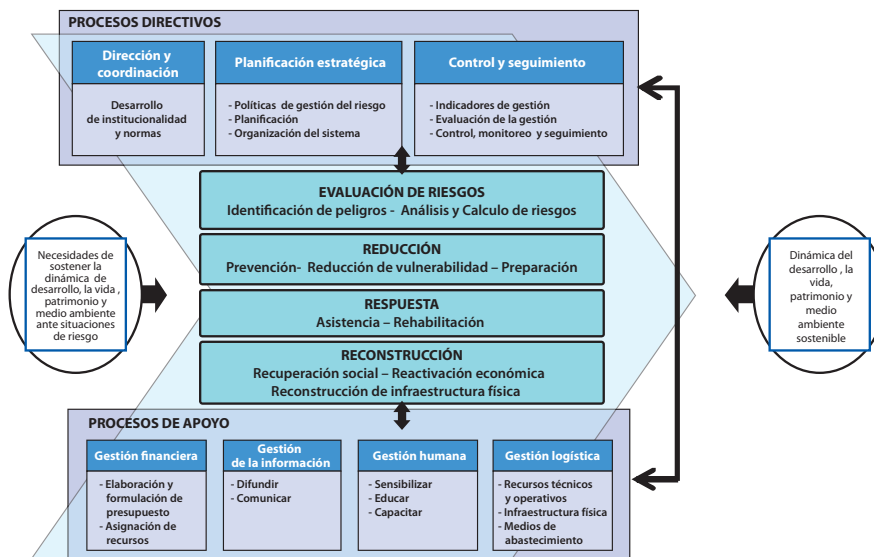 PROCESOS DIRECTIVOS
Dirección y
coordinación
Desarrollo
de institucionalidad
y normas
Planificación estratégica
- Políticas de gestión del riesgo
- Planificación
- Organización del sistema
Control y seguimiento
- Indicadores de gestión
- Evaluación de la gestión
- Control, monitoreo y seguimiento
Necesidades de
sostener la
dinámica de
desarrollo, la vida ,
patrimonio y
medio ambiente
ante situaciones
de riesgo
EVALUACIÓN DE RIESGOS
Identificación de peligros - Análisis y Calculo de riesgos
REDUCCIÓN
Prevención- Reducción de vulnerabilidad – Preparación
RESPUESTA
Asistencia – Rehabilitación
RECONSTRUCCIÓN
Recuperación social – Reactivación económica
Reconstrucción de infraestructura física
Dinámica del
desarrollo , la
vida,
patrimonio y
medio
ambiente
sostenible
PROCESOS DE APOYO
Gestión financiera
- Elaboración y
formulación de
presupuesto
- Asignación de
recursos
Gestión
de la información
- Difundir
- Comunicar
Gestión humana
- Sensibilizar
- Educar
- Capacitar
Gestión logística
- Recursos técnicos
y operativos
- Infraestructura física
- Medios de
abastecimiento